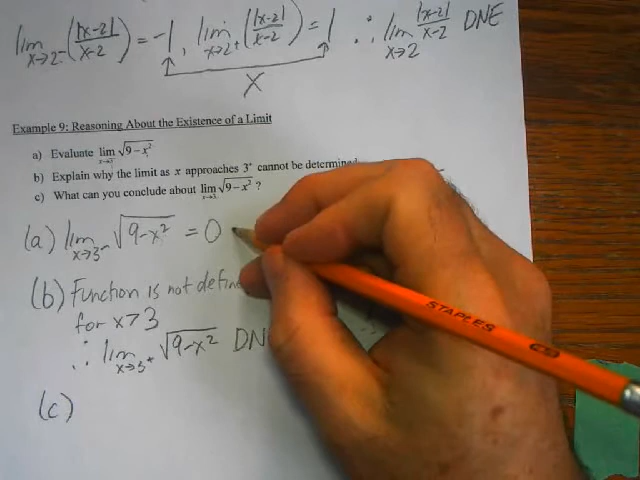 lim x→2⁻ (|x-2|/x-2) = -1, lim x→2⁺ (|x-2|/x-2) = 1 ∴ lim x→2 |x-2|/x-2 DNE
X
Example 9: Reasoning About the Existence of a Limit
a) Evaluate lim √9-x²
b) Explain why the limit as x approaches 3⁺ cannot be determined
c) What can you conclude about lim √9-x² ?
(a) lim x→3⁻ √9-x² = 0
(b) Function is not define
for x>3
∴ lim x→3⁺ √9-x² DN
(c)
STAPLES